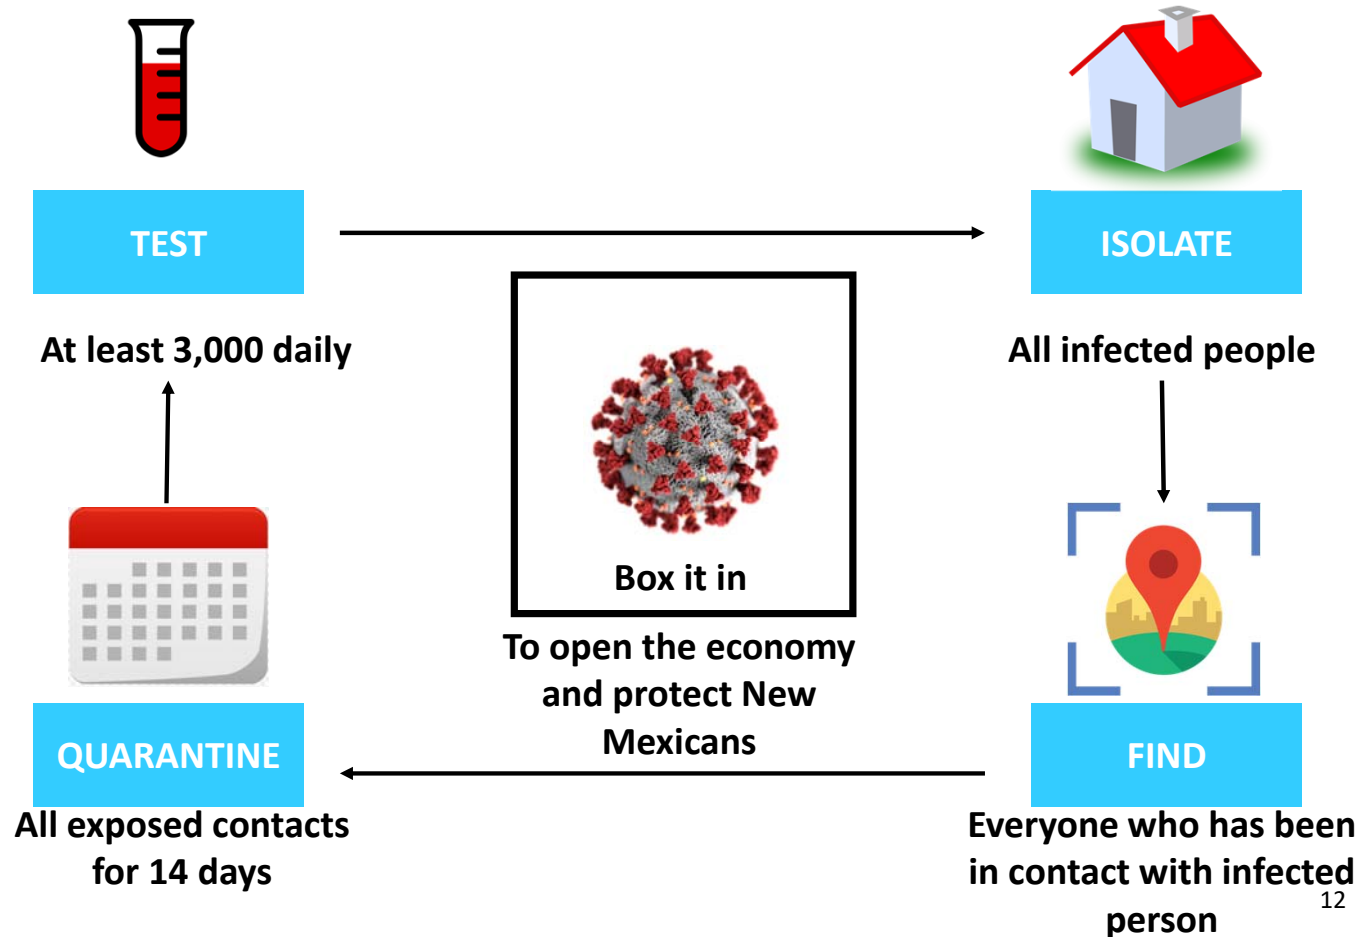 TEST
At least 3,000 daily
ISOLATE
All infected people
Box it in
To open the economy
and protect New
Mexicans
QUARANTINE
All exposed contacts
for 14 days
FIND
Everyone who has been
in contact with infected
person
12